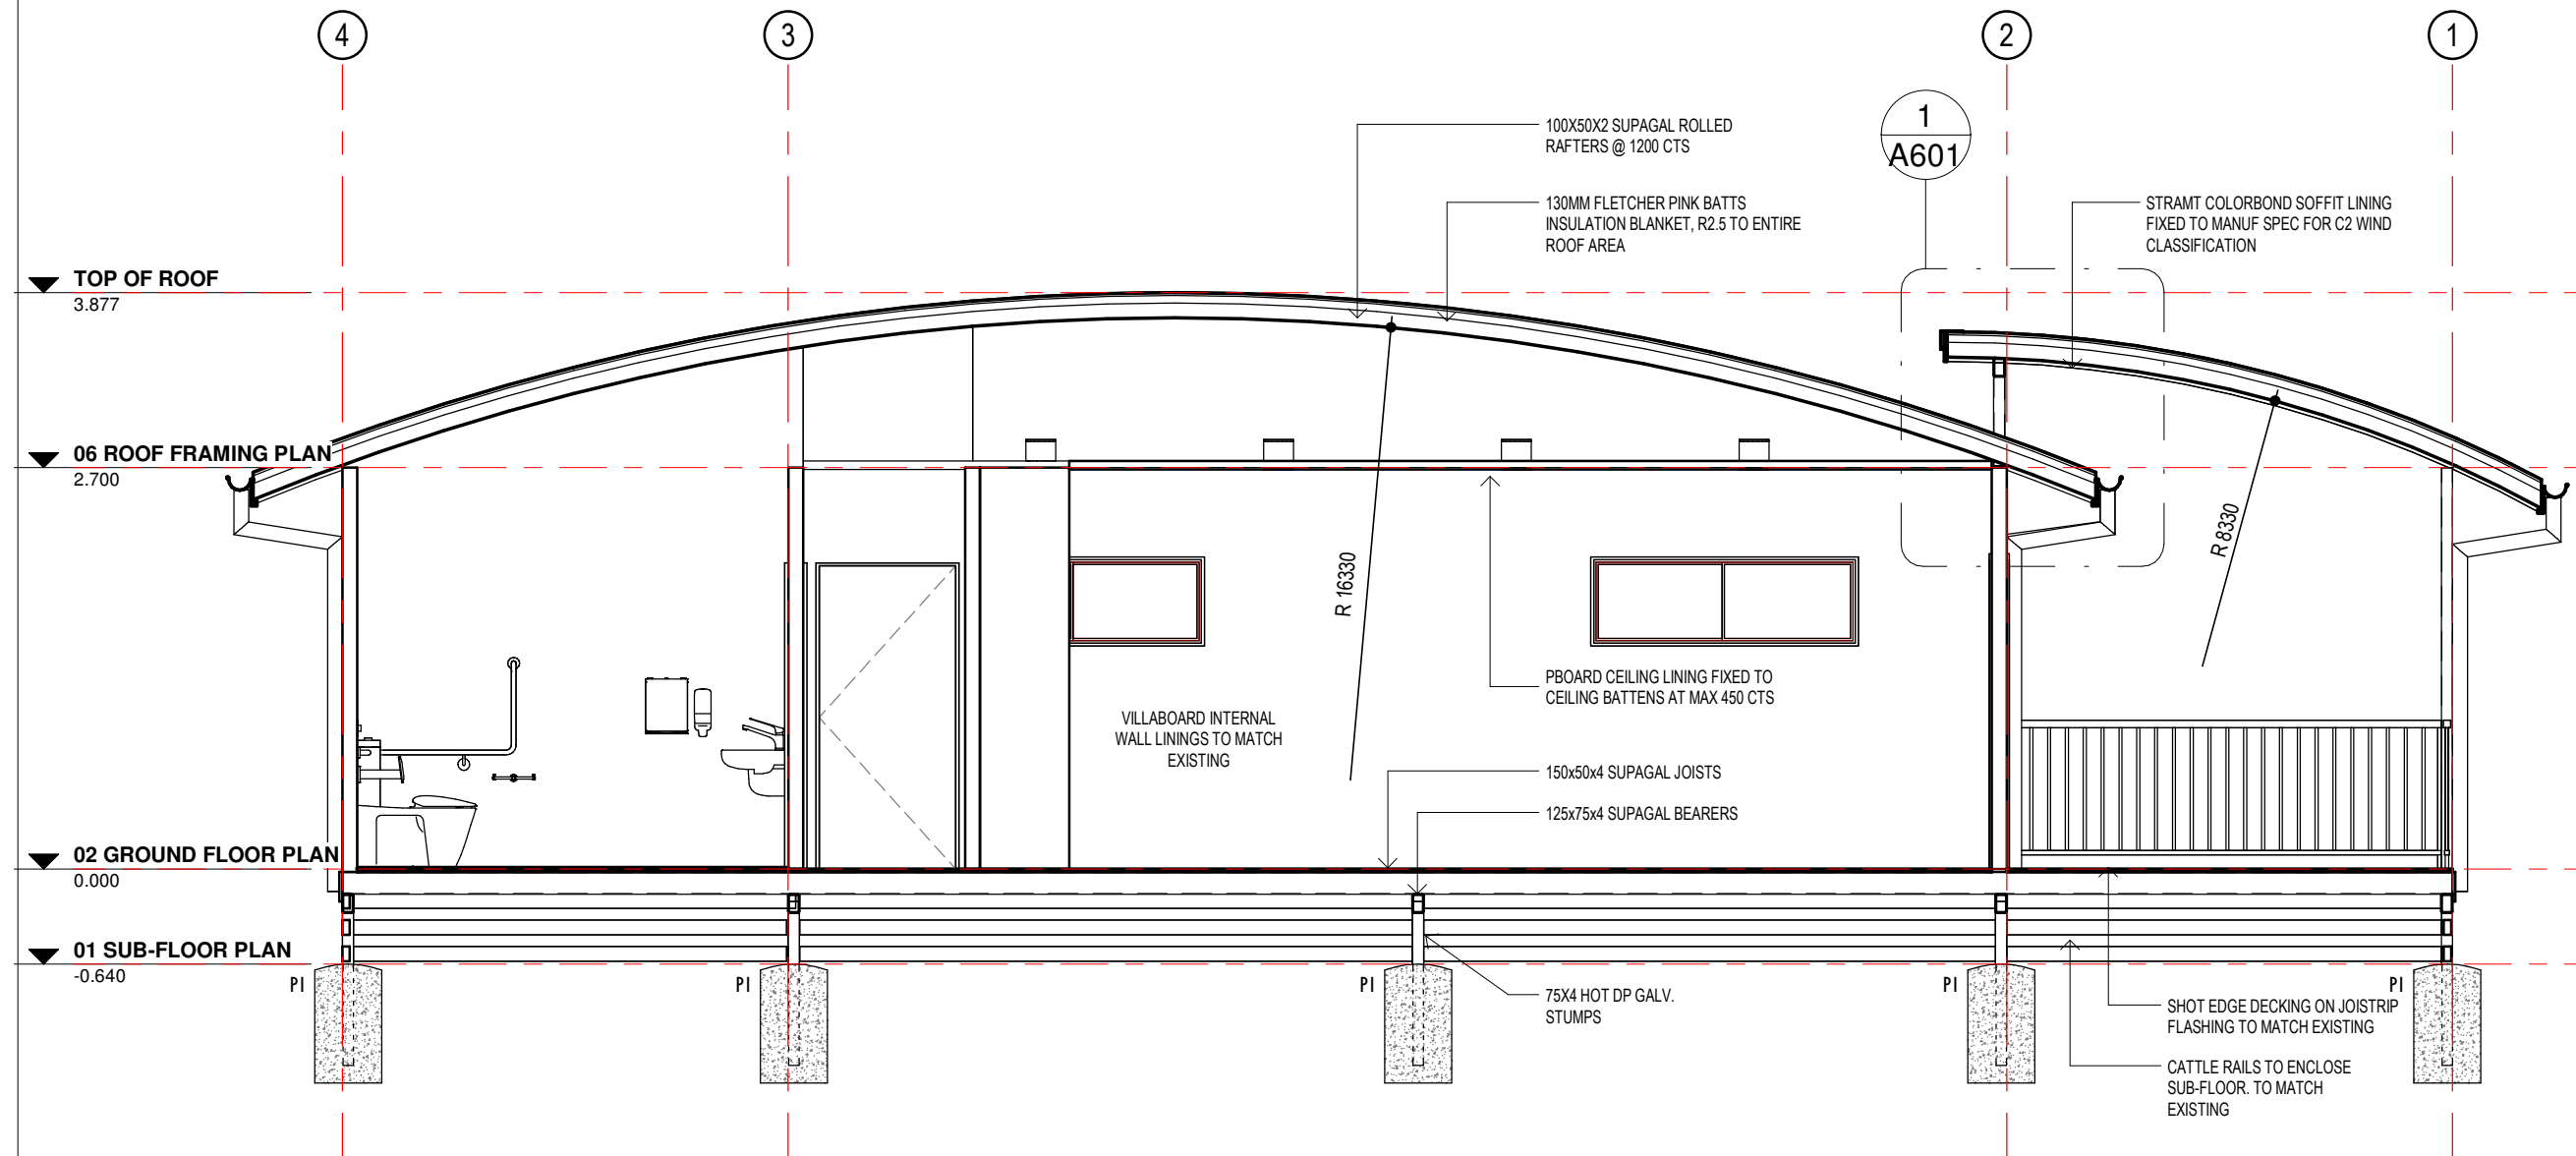 4
3
2
1
100X50X2 SUPAGAL ROLLED
RAFTERS @ 1200 CTS
1
A601
130MM FLETCHER PINK BATTS
INSULATION BLANKET, R2.5 TO ENTIRE
ROOF AREA
STRAMT COLORBOND SOFFIT LINING
FIXED TO MANUF SPEC FOR C2 WIND
CLASSIFICATION
TOP OF ROOF
3.877
06 ROOF FRAMING PLAN
2.700
R 16330
R 8330
PBOARD CEILING LINING FIXED TO
CEILING BATTENS AT MAX 450 CTS
VILLABOARD INTERNAL
WALL LININGS TO MATCH
EXISTING
150x50x4 SUPAGAL JOISTS
125x75x4 SUPAGAL BEARERS
02 GROUND FLOOR PLAN
0.000
01 SUB-FLOOR PLAN
-0.640
P1
P1
P1
P1
P1
75X4 HOT DP GALV.
STUMPS
SHOT EDGE DECKING ON JOISTRIP
FLASHING TO MATCH EXISTING
CATTLE RAILS TO ENCLOSE
SUB-FLOOR. TO MATCH
EXISTING